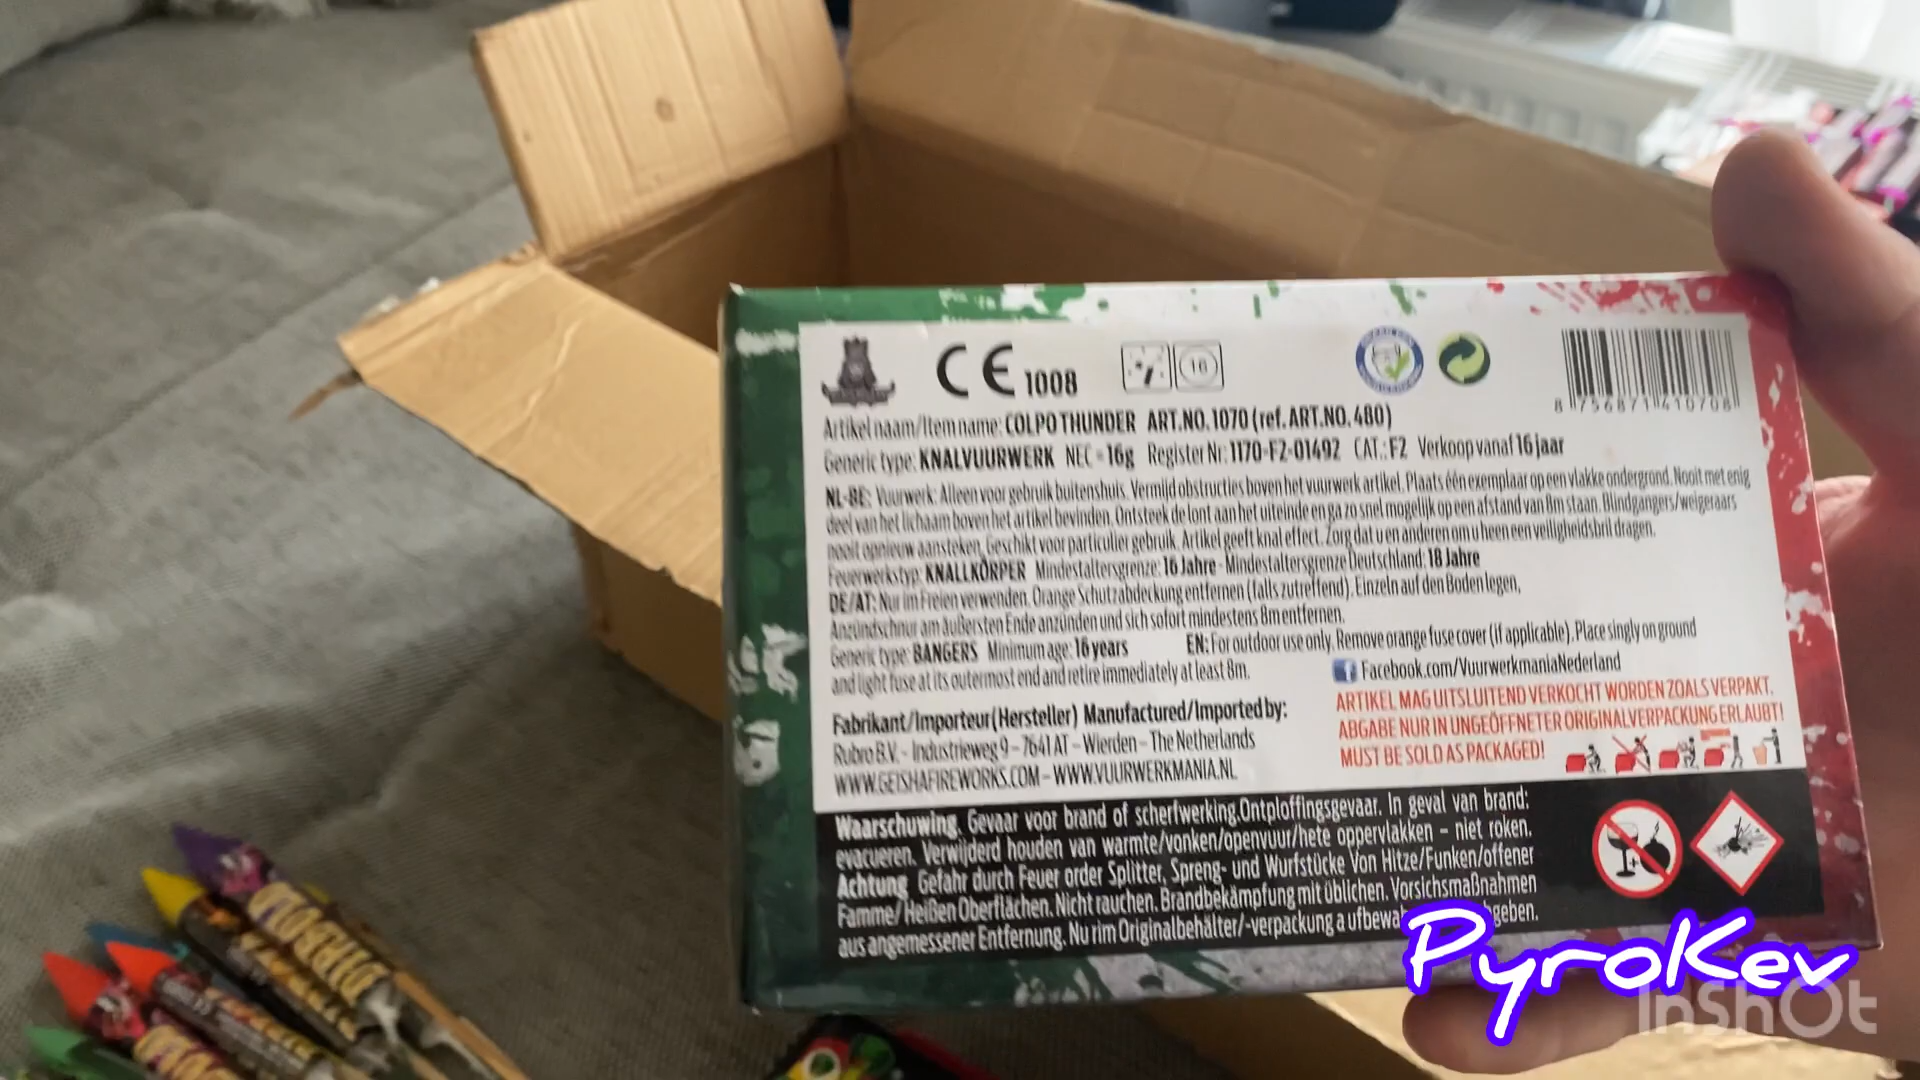 CE 1008
16
8 756871 410708
Artikel naam/Item name: COLPO THUNDER ART.NO. 1070 (ref. ART.NO. 480)
Generic type: KNALVUURWERK NEC = 16g Register Nr: 1170-F2-01492 CAT.: F2 Verkoop vanaf 16 jaar
NL-BE: Vuurwerk: Alleen voor gebruik buitenshuis. Vermijd obstructies boven het vuurwerk artikel. Plaats één exemplaar op een vlakke ondergrond. Nooit met enig
deel van het lichaam boven het artikel bevinden. Ontsteek de lont aan het uiteinde en ga zo snel mogelijk op een afstand van 8m staan. Blindgangers/weigeraars
nooit opnieuw aansteken. Geschikt voor particulier gebruik. Artikel geeft knal effect. Zorg dat u en anderen om u heen een veiligheidsbril dragen.
Feuerwerkstyp: KNALLKÖRPER Mindestaltersgrenze: 16 Jahre - Mindestaltersgrenze Deutschland: 18 Jahre
DE/AT: Nur im Freien verwenden. Orange Schutzabdeckung entfernen (falls zutreffend). Einzeln auf den Boden legen,
Anzündschnur am äußersten Ende anzünden und sich sofort mindestens 8m entfernen.
Generic type: BANGERS Minimum age: 16 years EN: For outdoor use only. Remove orange fuse cover (if applicable). Place singly on ground
and light fuse at its outermost end and retire immediately at least 8m.
Facebook.com/VuurwerkmaniaNederland
Fabrikant/Importeur(Hersteller) Manufactured/Imported by:
Rubro B.V. - Industrieweg 9 - 7641 AT - Wierden - The Netherlands
WWW.GEISHAFIREWORKS.COM - WWW.VUURWERKMANIA.NL
ARTIKEL MAG UITSLUITEND VERKOCHT WORDEN ZOALS VERPAKT.
ABGABE NUR IN UNGEÖFFNETER ORIGINALVERPACKUNG ERLAUBT!
MUST BE SOLD AS PACKAGED!
Waarschuwing. Gevaar voor brand of scherfwerking.Ontploffingsgevaar. In geval van brand:
evacueren. Verwijderd houden van warmte/vonken/openvuur/hete oppervlakken – niet roken.
Achtung Gefahr durch Feuer order Splitter, Spreng- und Wurfstücke Von Hitze/Funken/offener
Famme/ Heißen Oberflächen. Nicht rauchen. Brandbekämpfung mit üblichen. Vorsichsmaßnahmen
aus angemessener Entfernung. Nu rim Originalbehälter/-verpackung a ufbewah geben.
DIABOLO
PyroKev
InShOt